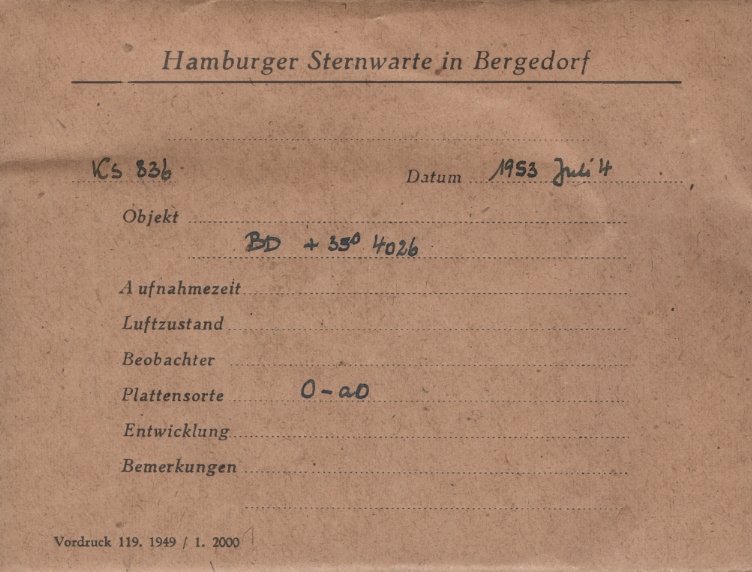 Hamburger Sternwarte in Bergedorf
KS 836 Datum 1953 Juli 4
Objekt
BD + 35° 4026
Aufnahmezeit
Luftzustand
Beobachter
Plattensorte O-aO
Entwicklung
Bemerkungen
Vordruck 119. 1949 / 1. 2000